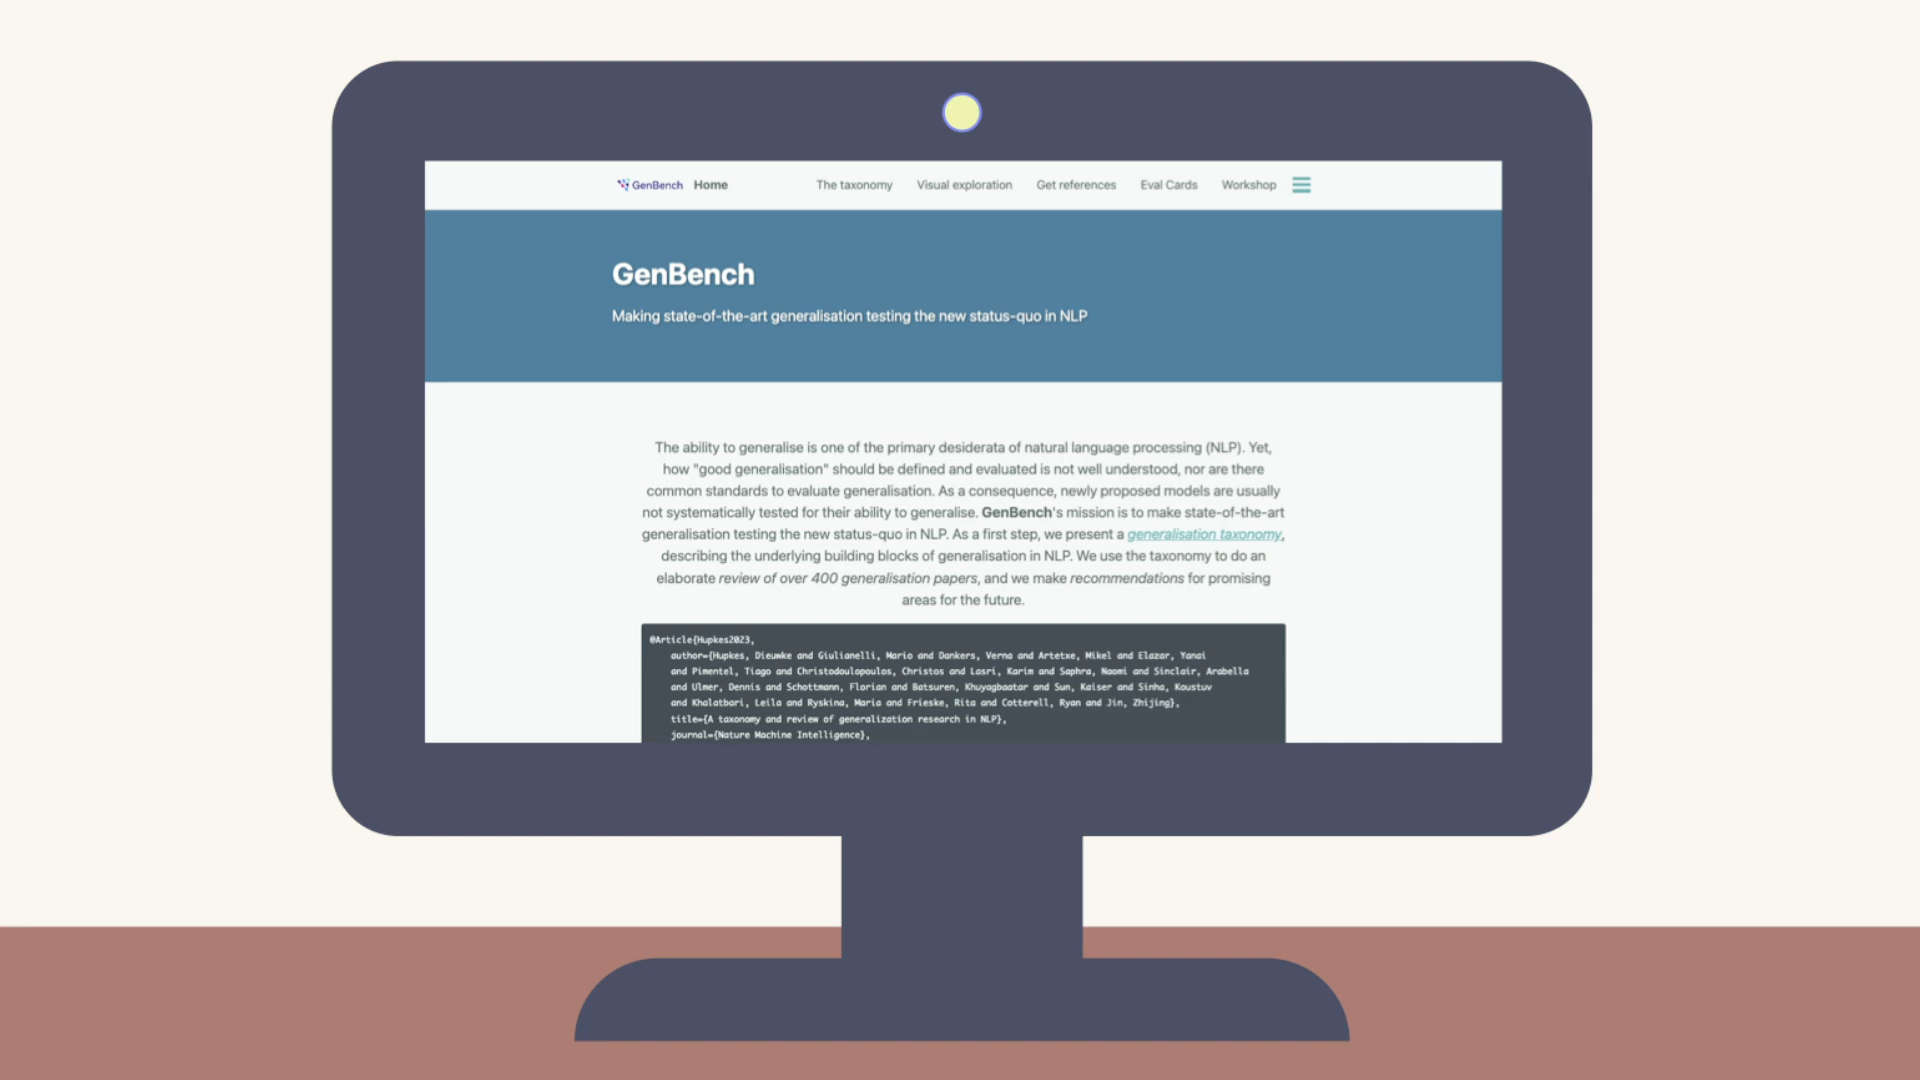 GenBench Home The taxonomy Visual exploration Get references Eval Cards Workshop
GenBench
Making state-of-the-art generalisation testing the new status-quo in NLP
The ability to generalise is one of the primary desiderata of natural language processing (NLP). Yet,
how "good generalisation" should be defined and evaluated is not well understood, nor are there
common standards to evaluate generalisation. As a consequence, newly proposed models are usually
not systematically tested for their ability to generalise. GenBench's mission is to make state-of-the-art
generalisation testing the new status-quo in NLP. As a first step, we present a generalisation taxonomy,
describing the underlying building blocks of generalisation in NLP. We use the taxonomy to do an
elaborate review of over 400 generalisation papers, and we make recommendations for promising
areas for the future.
@Article{Hupkes2023,
author={Hupkes, Dieuwke and Giulianelli, Mario and Dankers, Verna and Artetxe, Mikel and Elazar, Yanai
and Pimentel, Tiago and Christodoulopoulos, Christos and Lasri, Karim and Saphra, Naomi and Sinclair, Arabella
and Ulmer, Dennis and Schottmann, Florian and Batsuren, Khuyagbaatar and Sun, Kaiser and Sinha, Koustuv
and Khalatbari, Leila and Ryskina, Maria and Frieske, Rita and Cotterell, Ryan and Jin, Zhijing},
title={A taxonomy and review of generalization research in NLP},
journal={Nature Machine Intelligence},